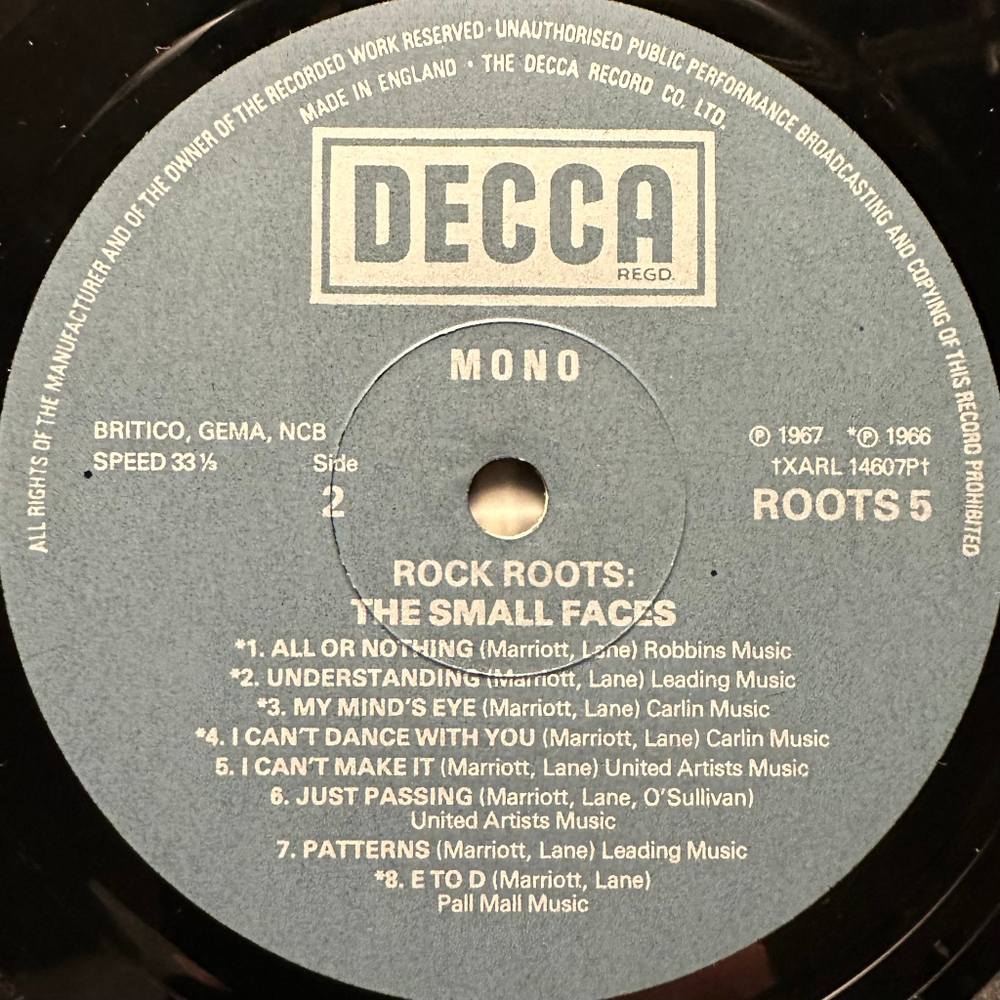 ALL RIGHTS OF THE MANUFACTURER AND OF THE OWNER OF THE RECORDED WORK RESERVED · UNAUTHORISED PUBLIC PERFORMANCE BROADCASTING AND COPYING OF THIS RECORD PROHIBITED
MADE IN ENGLAND · THE DECCA RECORD CO. LTD.
DECCA
REGD.
MONO
BRITICO, GEMA, NCB
SPEED 33⅓
Side
2
℗ 1967 *℗ 1966
†XARL 14607P†
ROOTS 5
ROCK ROOTS:
THE SMALL FACES
*1. ALL OR NOTHING (Marriott, Lane) Robbins Music
*2. UNDERSTANDING (Marriott, Lane) Leading Music
*3. MY MIND'S EYE (Marriott, Lane) Carlin Music
*4. I CAN'T DANCE WITH YOU (Marriott, Lane) Carlin Music
5. I CAN'T MAKE IT (Marriott, Lane) United Artists Music
6. JUST PASSING (Marriott, Lane, O'Sullivan)
United Artists Music
7. PATTERNS (Marriott, Lane) Leading Music
*8. E TO D (Marriott, Lane)
Pall Mall Music